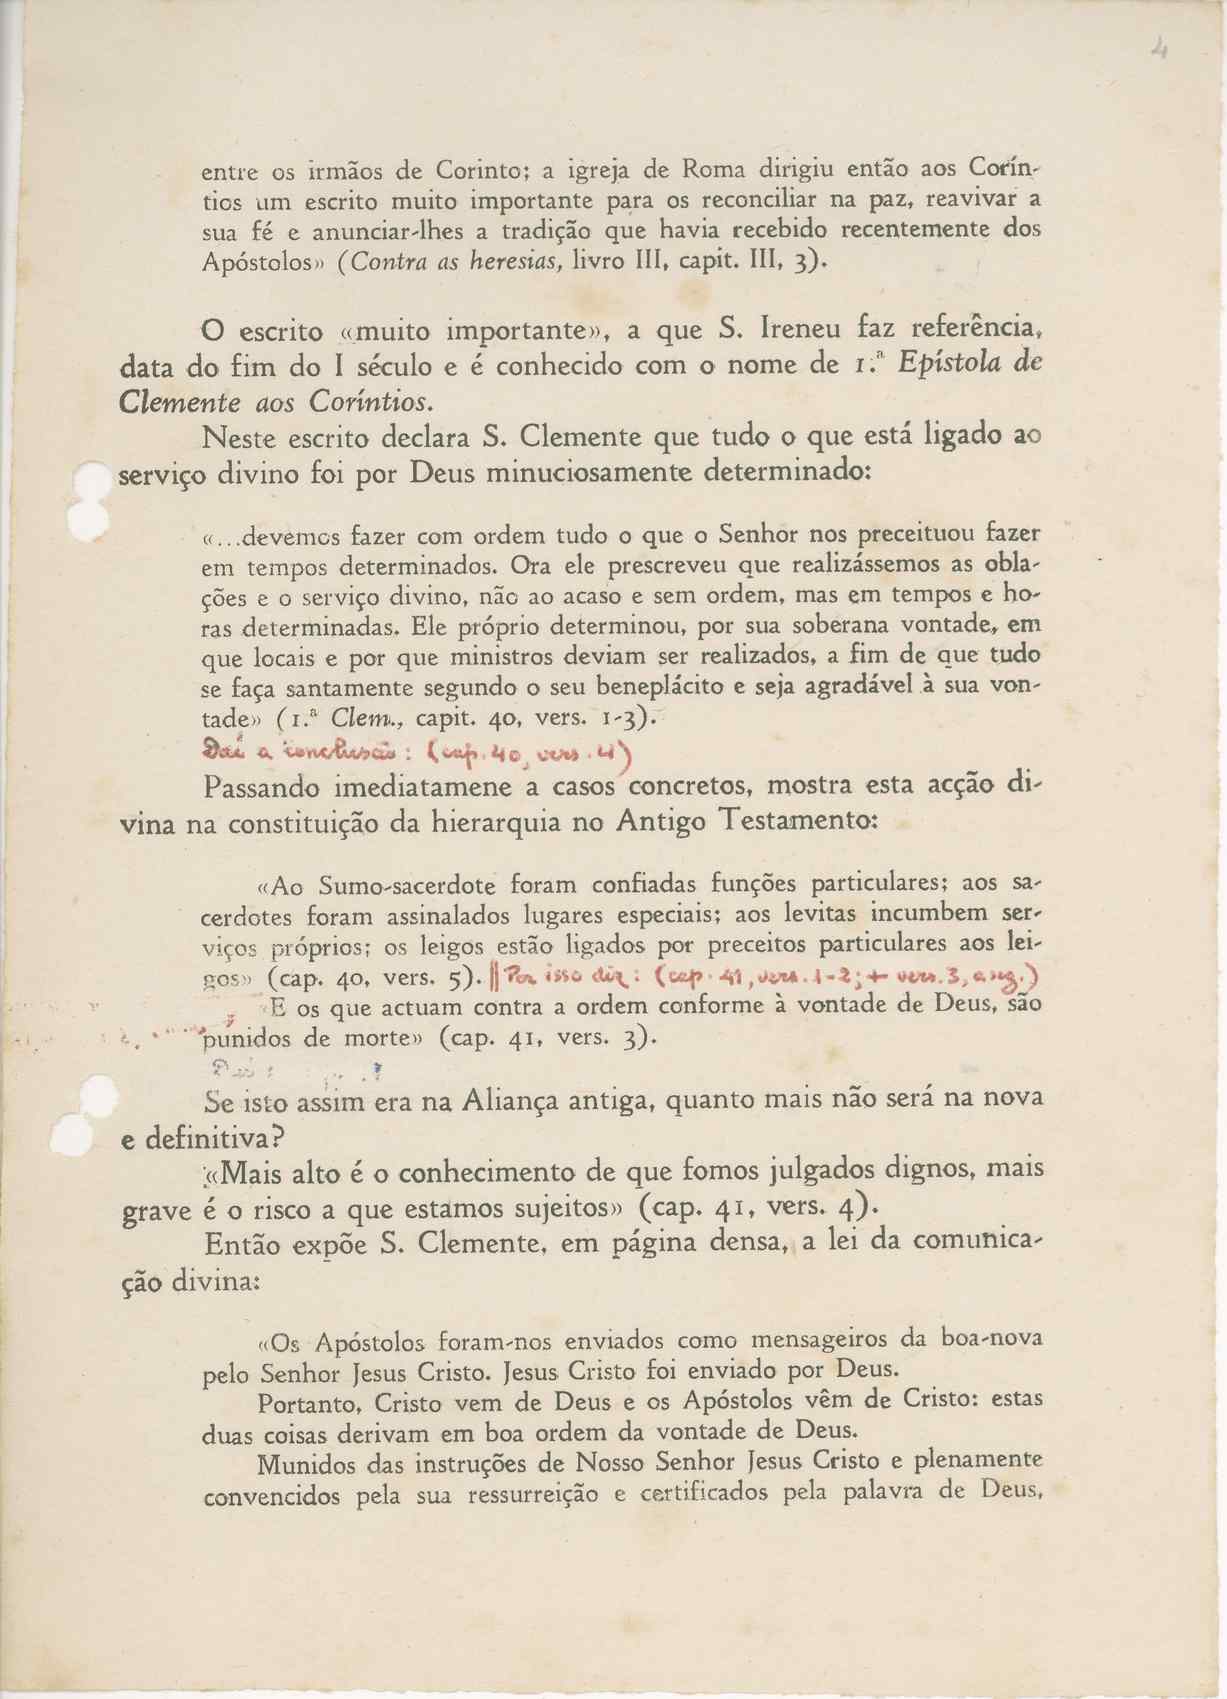 4
entre os irmãos de Corinto; a igreja de Roma dirigiu então aos Corín-
tios um escrito muito importante para os reconciliar na paz, reavivar a
sua fé e anunciar-lhes a tradição que havia recebido recentemente dos
Apóstolos» (Contra as heresias, livro III, capit. III, 3).
O escrito «muito importante», a que S. Ireneu faz referência,
data do fim do I século e é conhecido com o nome de 1.ª Epístola de
Clemente aos Coríntios.
Neste escrito declara S. Clemente que tudo o que está ligado ao
serviço divino foi por Deus minuciosamente determinado:
«...devemos fazer com ordem tudo o que o Senhor nos preceituou fazer
em tempos determinados. Ora ele prescreveu que realizássemos as obla-
ções e o serviço divino, não ao acaso e sem ordem, mas em tempos e ho-
ras determinadas. Ele próprio determinou, por sua soberana vontade, em
que locais e por que ministros deviam ser realizados, a fim de que tudo
se faça santamente segundo o seu beneplácito e seja agradável à sua von-
tade» (1.ª Clem., capit. 40, vers. 1-3).
Daí a conclusão: (cap. 40, vers. 4)
Passando imediatamene a casos concretos, mostra esta acção di-
vina na constituição da hierarquia no Antigo Testamento:
«Ao Sumo-sacerdote foram confiadas funções particulares; aos sa-
cerdotes foram assinalados lugares especiais; aos levitas incumbem ser-
viços próprios; os leigos estão ligados por preceitos particulares aos lei-
gos» (cap. 40, vers. 5). || Por isso diz: (cap. 41, vers. 1-2; + vers. 3, a seg.)
E os que actuam contra a ordem conforme à vontade de Deus, são
punidos de morte» (cap. 41, vers. 3).
Se isto assim era na Aliança antiga, quanto mais não será na nova
e definitiva?
«Mais alto é o conhecimento de que fomos julgados dignos, mais
grave é o risco a que estamos sujeitos» (cap. 41, vers. 4).
Então expõe S. Clemente, em página densa, a lei da comunica-
ção divina:
«Os Apóstolos foram-nos enviados como mensageiros da boa-nova
pelo Senhor Jesus Cristo. Jesus Cristo foi enviado por Deus.
Portanto, Cristo vem de Deus e os Apóstolos vêm de Cristo: estas
duas coisas derivam em boa ordem da vontade de Deus.
Munidos das instruções de Nosso Senhor Jesus Cristo e plenamente
convencidos pela sua ressurreição e certificados pela palavra de Deus,